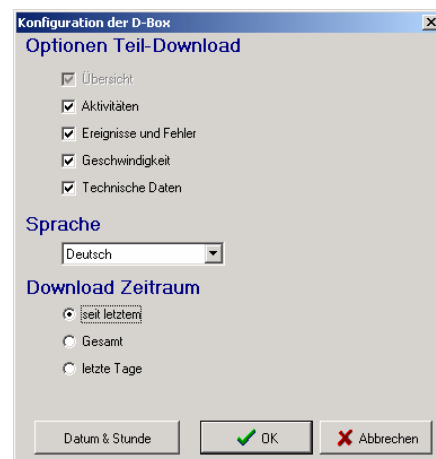 Konfiguration der D-Box
Optionen Teil-Download
Übersicht
Aktivitäten
Ereignisse und Fehler
Geschwindigkeit
Technische Daten
Sprache
Deutsch
Download Zeitraum
seit letztem
Gesamt
letzte Tage
Datum & Stunde
OK
Abbrechen